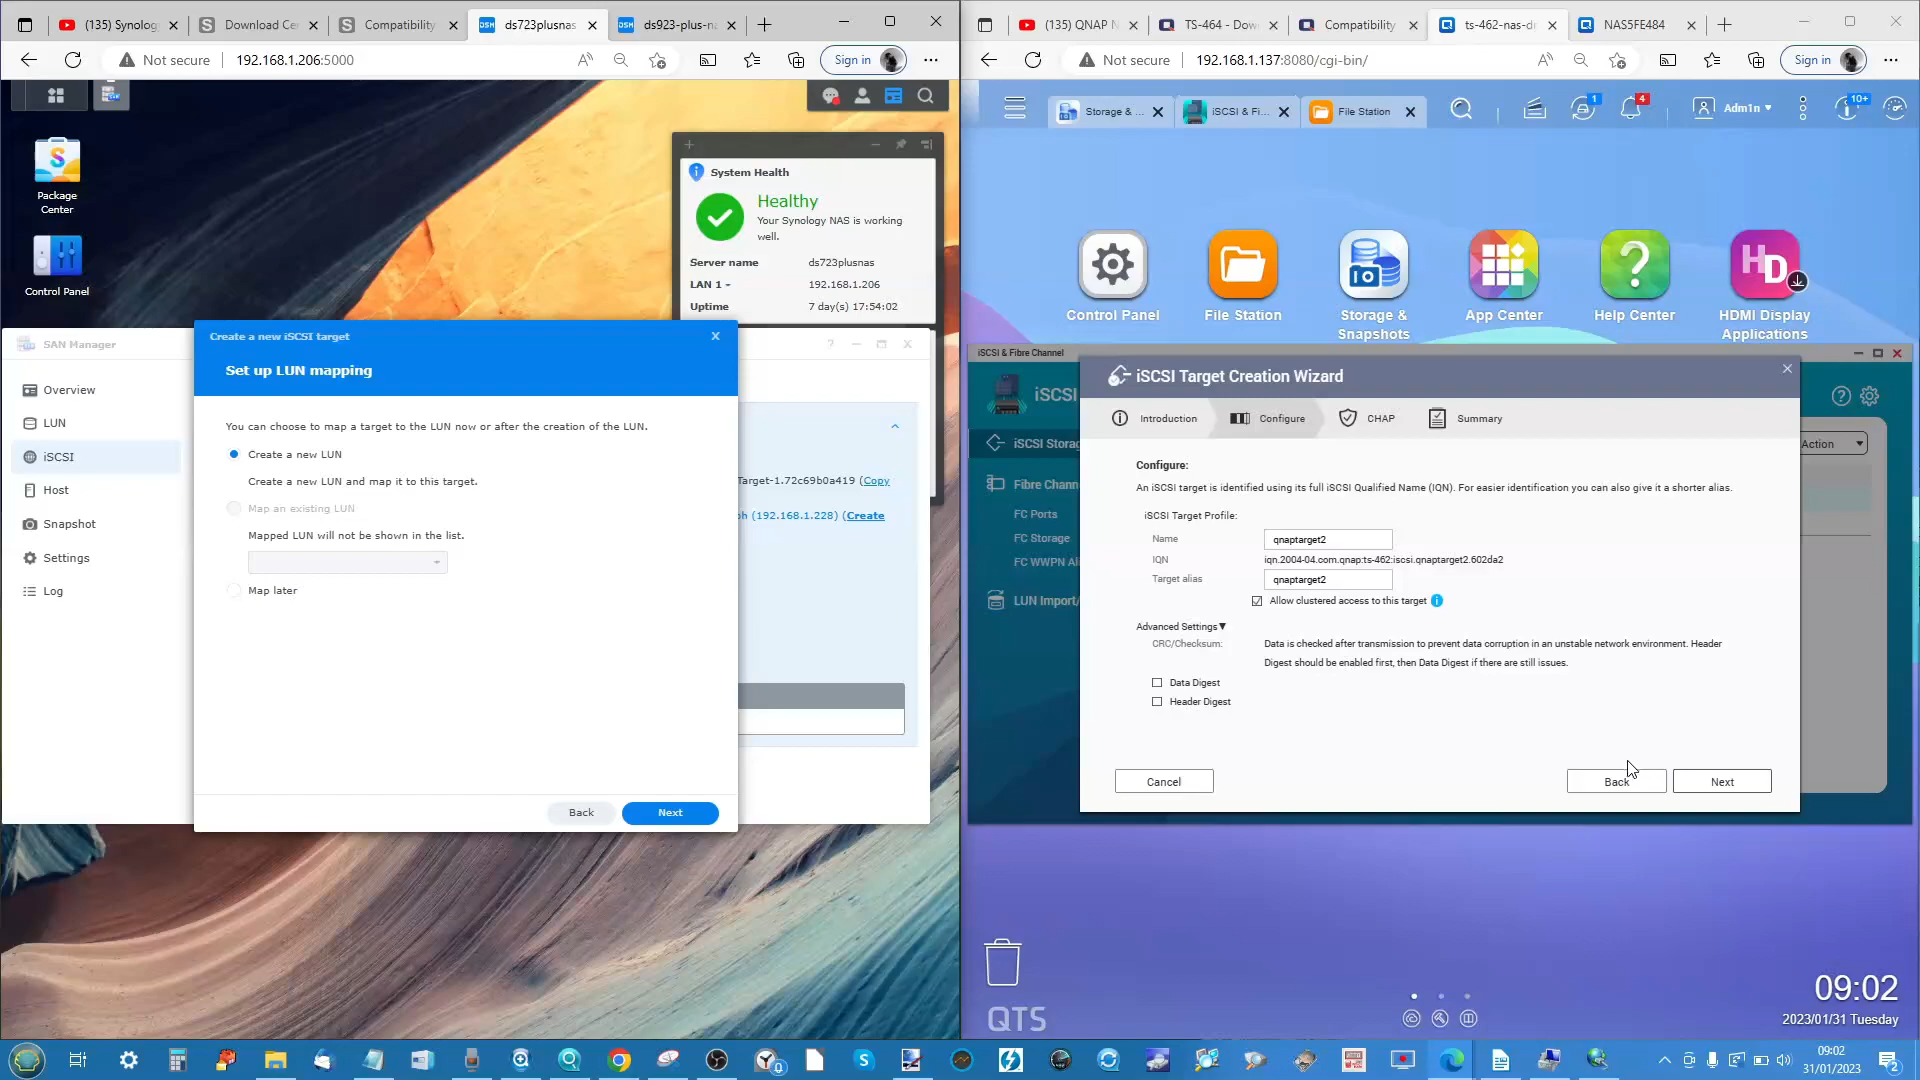 (135) Synolog
Download Ce
Compatibility
ds723plusnas
ds923-plus-n
Not secure
192.168.1.206:5000
Sign in
Package
Center
Control Panel
System Health
Healthy
Your Synology NAS is working
well.
Server name
ds723plusnas
LAN 1
192.168.1.206
Uptime
7 day(s) 17:54:02
SAN Manager
Overview
LUN
iSCSI
Host
Snapshot
Settings
Log
Target-1.72c69b0a419 (Copy
(192.168.1.228) (Create
Create a new iSCSI target
Set up LUN mapping
You can choose to map a target to the LUN now or after the creation of the LUN.
Create a new LUN
Create a new LUN and map it to this target.
Map an existing LUN
Mapped LUN will not be shown in the list.
Map later
Back
Next
(135) QNAP N
TS-464 - Dow
Compatibility
ts-462-nas-d
NAS5FE484
Not secure
192.168.1.137:8080/cgi-bin/
Sign in
Storage & ...
iSCSI & Fi...
File Station
1
4
Adm1n
10+
Control Panel
File Station
Storage &
Snapshots
App Center
Help Center
HD
HDMI Display
Applications
iSCSI & Fibre Channel
iSCSI
iSCSI Storag
Fibre Chann
FC Ports
FC Storage
FC WWPN Ali
LUN Import/
Action
iSCSI Target Creation Wizard
Introduction
Configure
CHAP
Summary
Configure:
An iSCSI target is identified using its full iSCSI Qualified Name (IQN). For easier identification you can also give it a shorter alias.
iSCSI Target Profile:
Name
qnaptarget2
IQN
iqn.2004-04.com.qnap:ts-462:iscsi.qnaptarget2.602da2
Target alias
qnaptarget2
Allow clustered access to this target
Advanced Settings
CRC/Checksum:
Data is checked after transmission to prevent data corruption in an unstable network environment. Header
Digest should be enabled first, then Data Digest if there are still issues.
Data Digest
Header Digest
Cancel
Back
Next
QTS
09:02
2023/01/31 Tuesday
09:02
31/01/2023
2